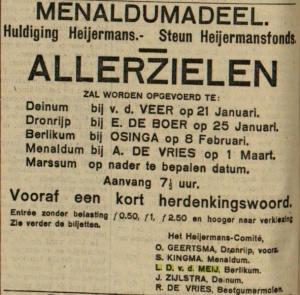 MENALDUMADEEL.
Huldiging Heijermans.- Steun Heijermansfonds.
ALLERZIELEN
ZAL WORDEN OPGEVOERD TE:
Deinum bij v. d. VEER op 21 Januari.
Dronrijp bij E. DE BOER op 25 Januari.
Berlikum bij OSINGA op 8 Februari.
Menaldum bij A. DE VRIES op 1 Maart.
Marssum op nader te bepalen datum.
Aanvang 7½ uur.
Vooraf een kort herdenkingswoord.
Entrée zonder belasting ƒ0.50, ƒ1, ƒ2.50 en hooger naar verkiezing
Zie verder de biljetten.
Het Heijermans-Comité,
O. GEERTSMA, Dronrijp, voorz.
S. KINGMA, Menaldum.
L. D. v. d. MEIJ, Berlikum.
J. ZIJLSTRA, Deinum.
R. DE VRIES, Beetgumermolen.